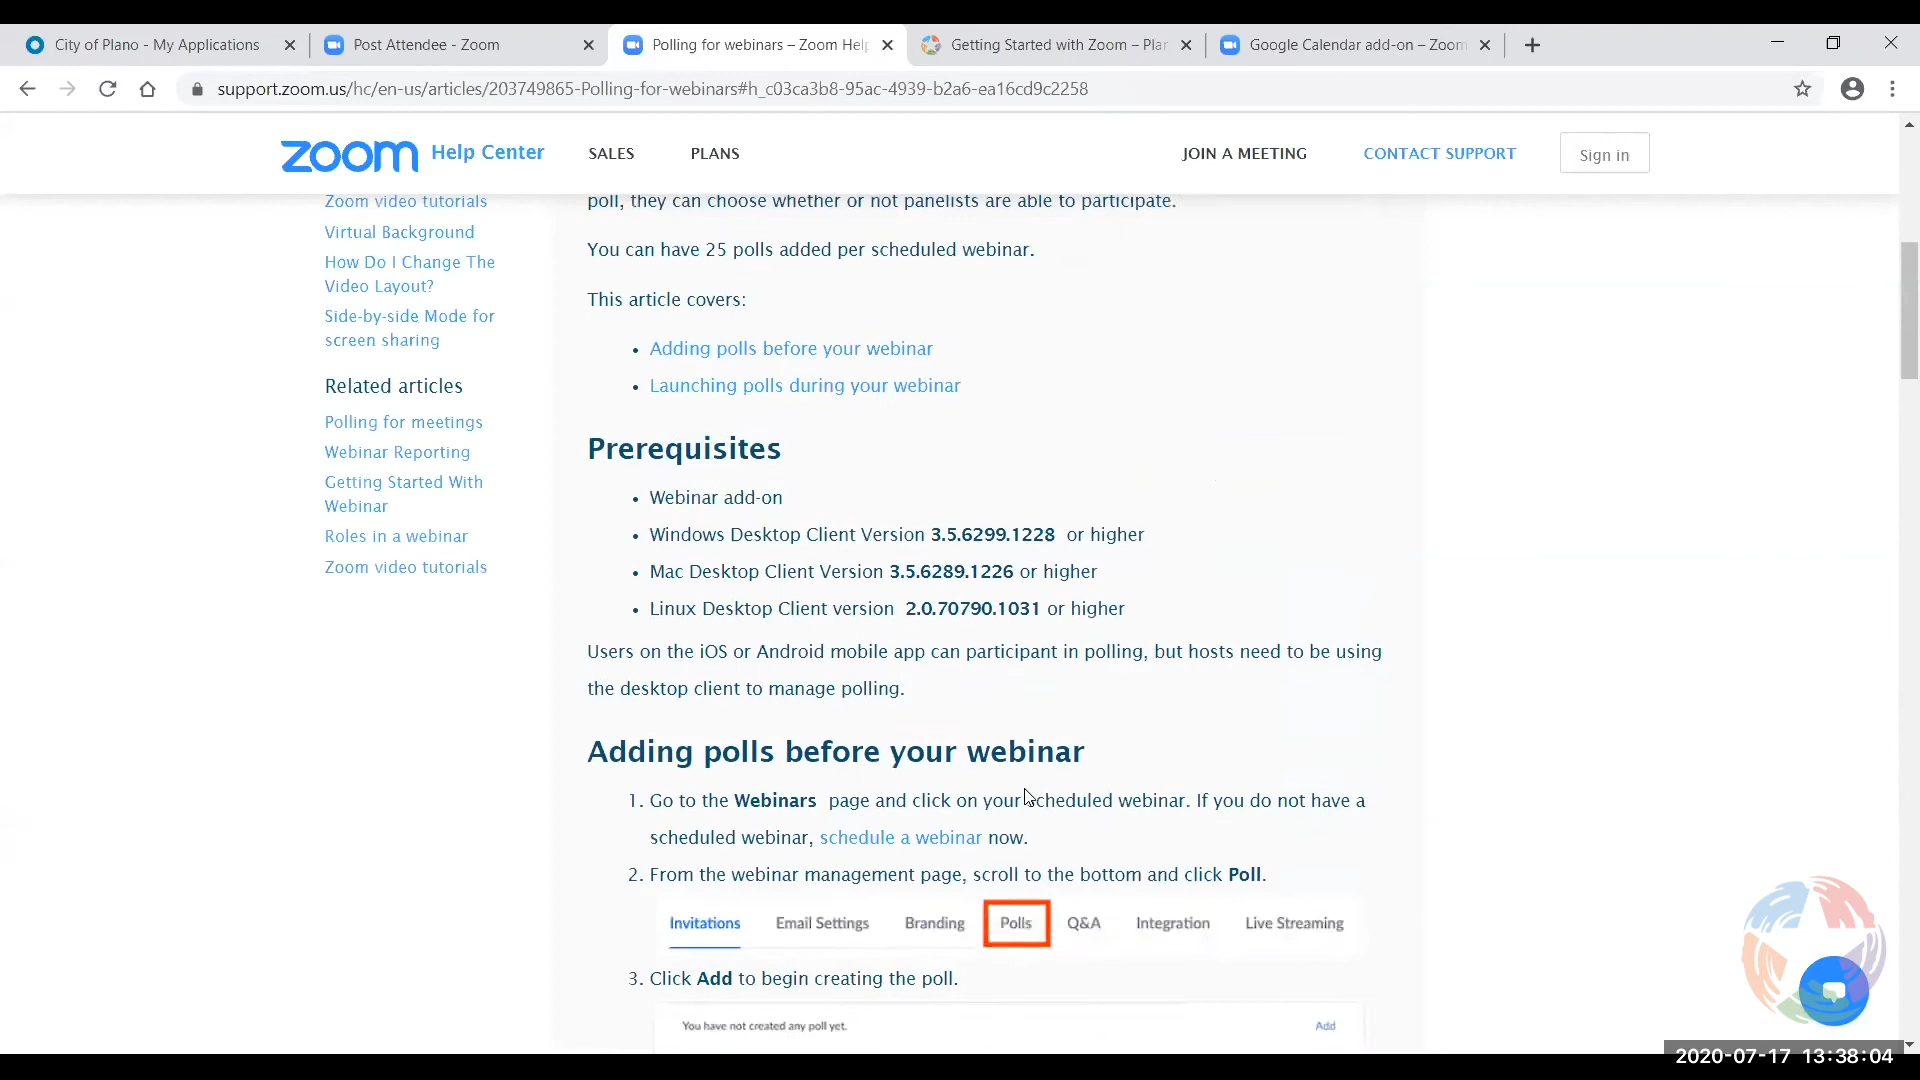 City of Plano - My Applications
Post Attendee - Zoom
Polling for webinars – Zoom Help
Getting Started with Zoom – Plan
Google Calendar add-on – Zoom
support.zoom.us/hc/en-us/articles/203749865-Polling-for-webinars#h_c03ca3b8-95ac-4939-b2a6-ea16cd9c2258
zoom Help Center SALES PLANS JOIN A MEETING CONTACT SUPPORT Sign in
Zoom video tutorials
Virtual Background
How Do I Change The
Video Layout?
Side-by-side Mode for
screen sharing
Related articles
Polling for meetings
Webinar Reporting
Getting Started With
Webinar
Roles in a webinar
Zoom video tutorials
poll, they can choose whether or not panelists are able to participate.
You can have 25 polls added per scheduled webinar.
This article covers:
• Adding polls before your webinar
• Launching polls during your webinar
Prerequisites
• Webinar add-on
• Windows Desktop Client Version 3.5.6299.1228 or higher
• Mac Desktop Client Version 3.5.6289.1226 or higher
• Linux Desktop Client version 2.0.70790.1031 or higher
Users on the iOS or Android mobile app can participant in polling, but hosts need to be using
the desktop client to manage polling.
Adding polls before your webinar
1. Go to the Webinars page and click on your scheduled webinar. If you do not have a
scheduled webinar, schedule a webinar now.
2. From the webinar management page, scroll to the bottom and click Poll.
Invitations Email Settings Branding Polls Q&A Integration Live Streaming
3. Click Add to begin creating the poll.
You have not created any poll yet. Add
2020-07-17 13:38:04